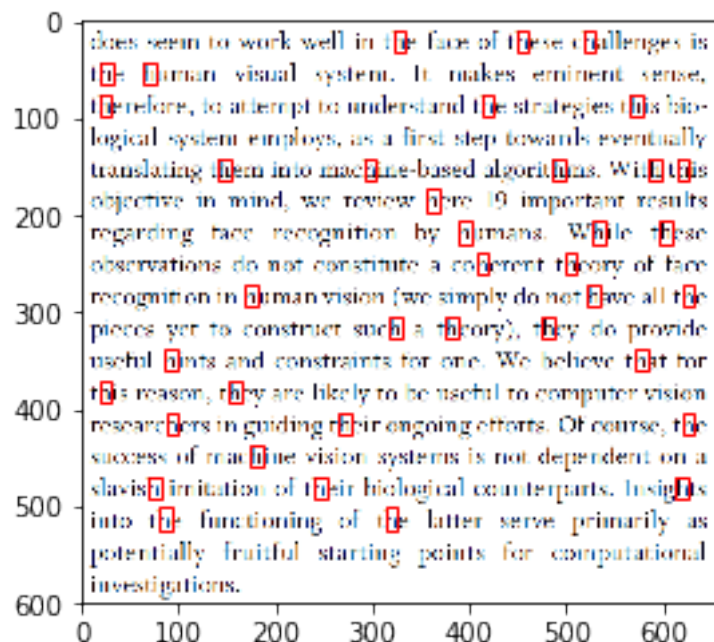 0
100
200
300
400
500
600
does seem to work well in the face of these challenges is
the human visual system. It makes eminent sense,
therefore, to attempt to understand the strategies this bio-
logical system employs, as a first step towards eventually
translating them into machine-based algorithms. With this
objective in mind, we review here 19 important results
regarding face recognition by humans. While these
observations do not constitute a coherent theory of face
recognition in human vision (we simply do not have all the
pieces yet to construct such a theory), they do provide
useful hints and constraints for one. We believe that for
this reason, they are likely to be useful to computer vision
researchers in guiding their ongoing efforts. Of course, the
success of machine vision systems is not dependent on a
slavish imitation of their biological counterparts. Insights
into the functioning of the latter serve primarily as
potentially fruitful starting points for computational
investigations.
0 100 200 300 400 500 600